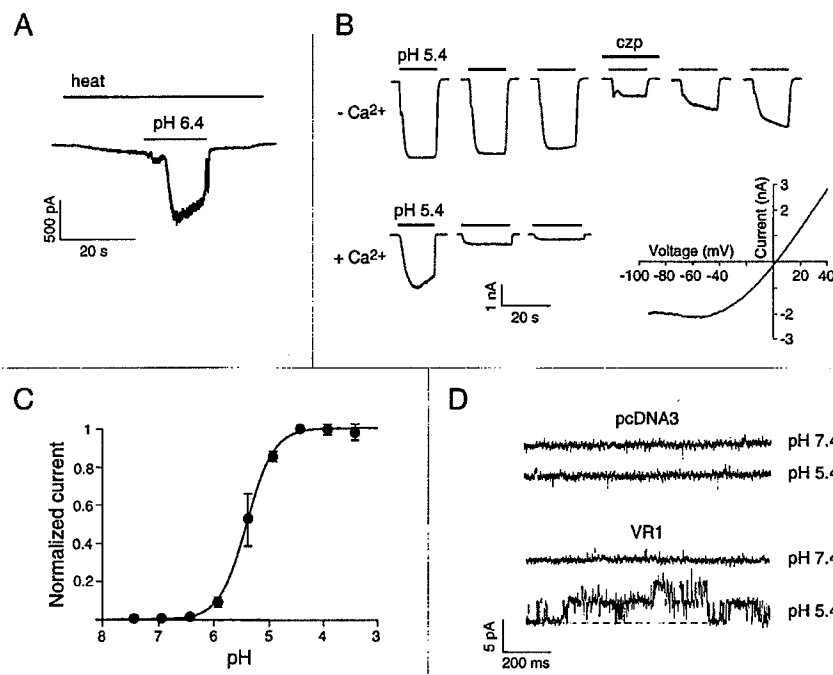 A
heat
pH 6.4
500 pA
20 s
B
czp
pH 5.4
- Ca2+
pH 5.4
+ Ca2+
1 nA
20 s
Current (nA)
3
2
Voltage (mV)
-100 -80 -60 -40 20 40
-2
-3
C
Normalized current
1
0.8
0.6
0.4
0.2
8 7 6 5 4 3
pH
D
pcDNA3
pH 7.4
pH 5.4
VR1
pH 7.4
pH 5.4
5 pA
200 ms